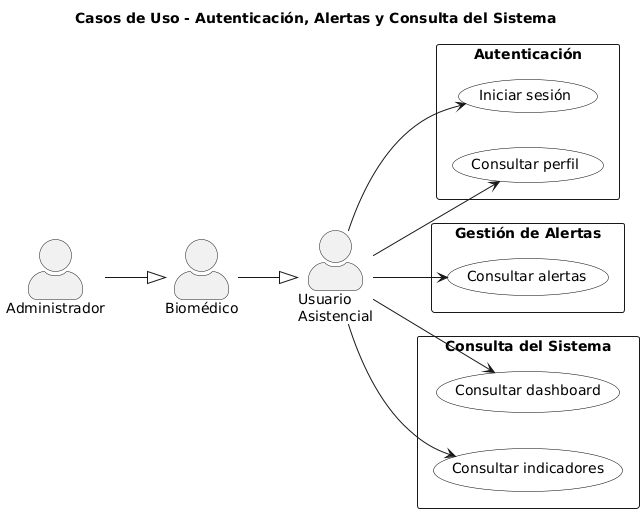 Casos de Uso - Autenticación, Alertas y Consulta del Sistema
Autenticación
Iniciar sesión
Consultar perfil
Gestión de Alertas
Consultar alertas
Administrador
Biomédico
Usuario
Asistencial
Consulta del Sistema
Consultar dashboard
Consultar indicadores